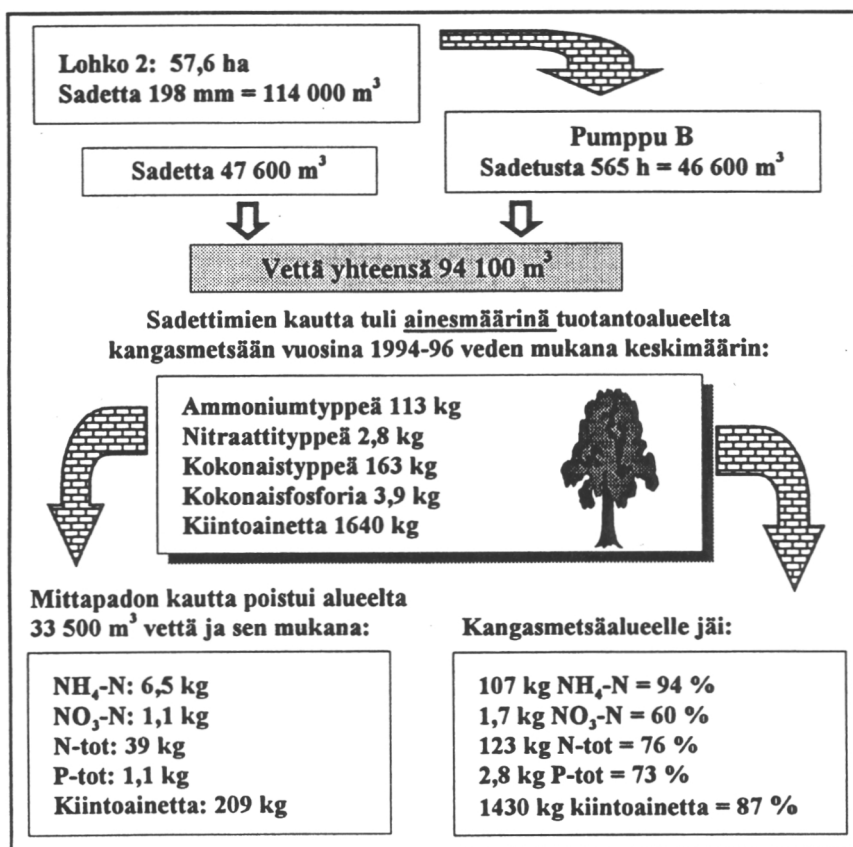 Lohko 2: 57,6 ha
Sadetta 198 mm = 114 000 m³
Pumppu B
Sadetusta 565 h = 46 600 m³
Sadetta 47 600 m³
Vettä yhteensä 94 100 m³
Sadettimien kautta tuli ainesmäärinä tuotantoalueelta
kangasmetsään vuosina 1994-96 veden mukana keskimäärin:
Ammoniumtyppeä 113 kg
Nitraattityppeä 2,8 kg
Kokonaistyppeä 163 kg
Kokonaisfosforia 3,9 kg
Kiintoainetta 1640 kg
Mittapadon kautta poistui alueelta
33 500 m³ vettä ja sen mukana:
NH₄-N: 6,5 kg
NO₃-N: 1,1 kg
N-tot: 39 kg
P-tot: 1,1 kg
Kiintoainetta: 209 kg
Kangasmetsäalueelle jäi:
107 kg NH₄-N = 94 %
1,7 kg NO₃-N = 60 %
123 kg N-tot = 76 %
2,8 kg P-tot = 73 %
1430 kg kiintoainetta = 87 %